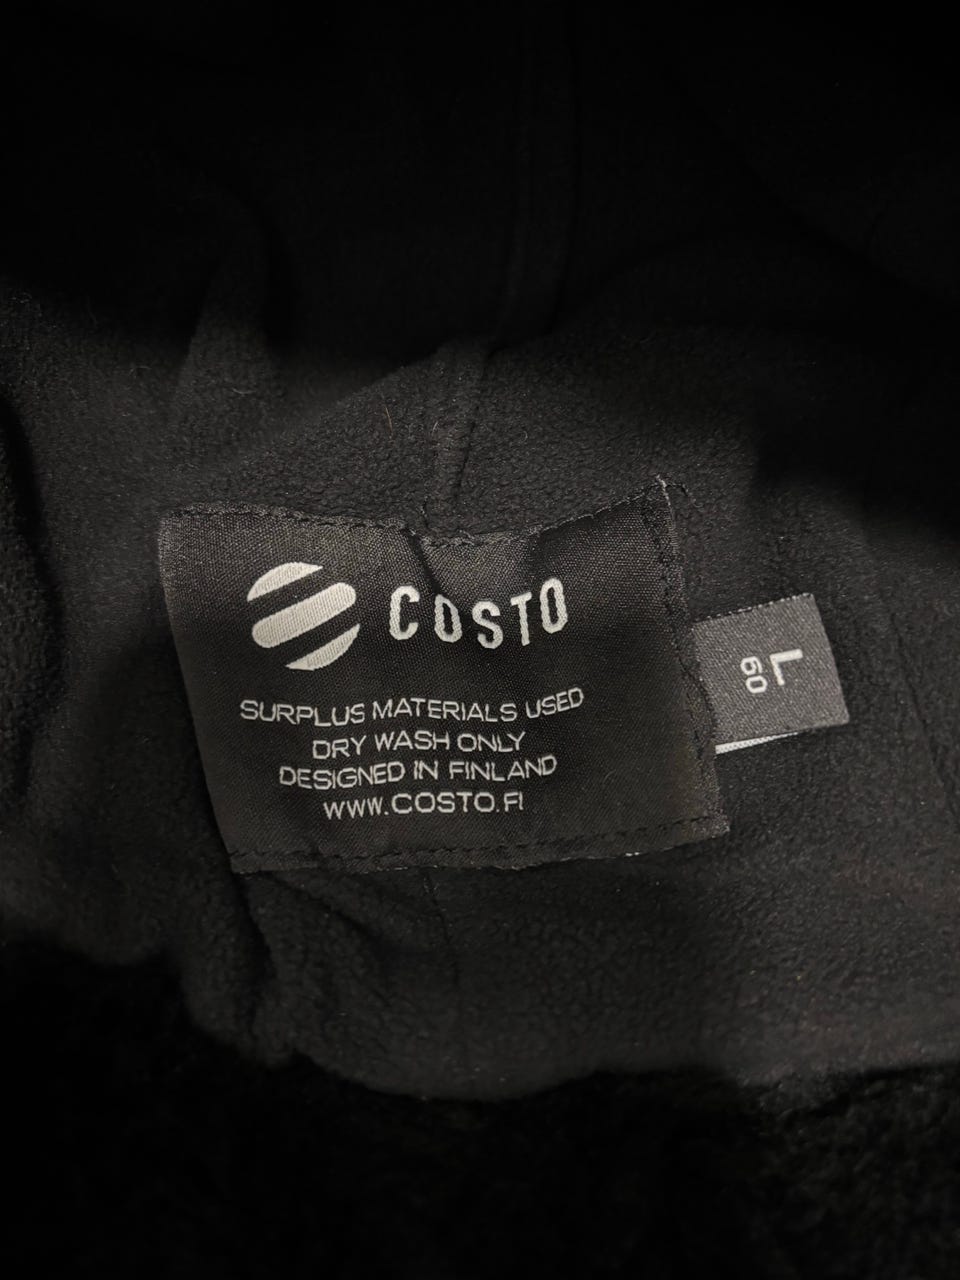 COSTO
SURPLUS MATERIALS USED
DRY WASH ONLY
DESIGNED IN FINLAND
WWW.COSTO.FI
L
60